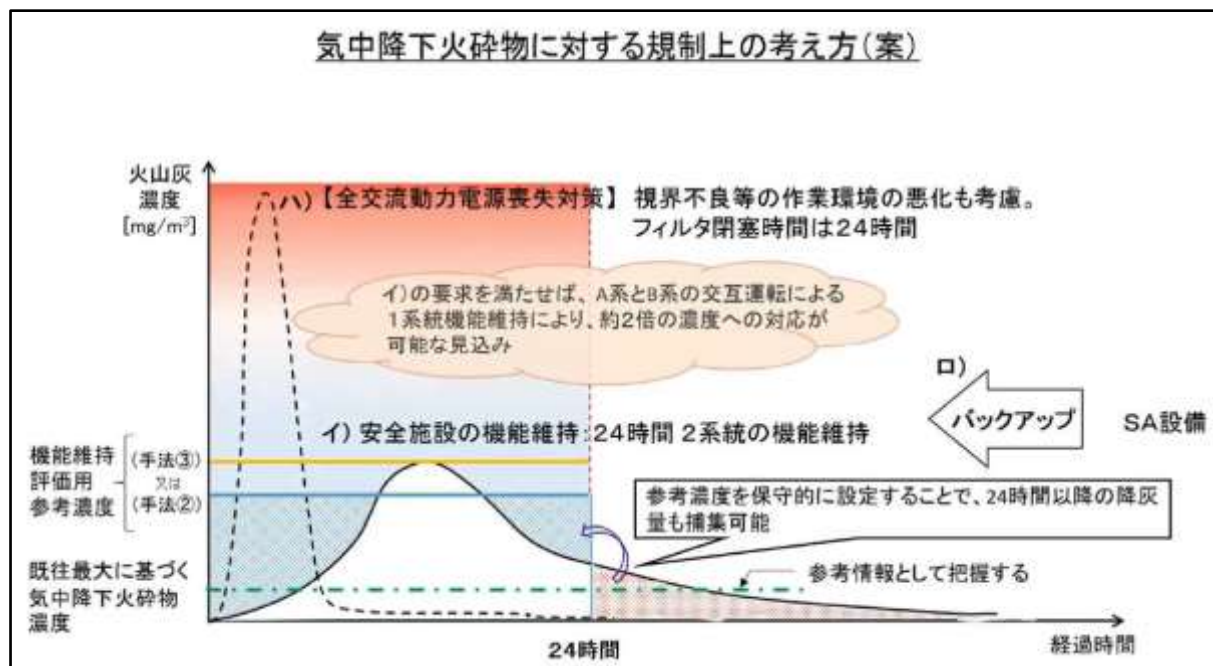 気中降下火砕物に対する規制上の考え方(案)
火山灰
濃度
[mg/m³]
ハ)【全交流動力電源喪失対策】 視界不良等の作業環境の悪化も考慮。
フィルタ閉塞時間は24時間
イ)の要求を満たせば、A系とB系の交互運転による
1系統機能維持により、約2倍の濃度への対応が
可能な見込み
ロ)
バックアップ
SA設備
イ) 安全施設の機能維持:24時間 2系統の機能維持
機能維持
評価用
参考濃度
(手法③)
又は
(手法②)
参考濃度を保守的に設定することで、24時間以降の降灰
量も捕集可能
既往最大に基づく
気中降下火砕物
濃度
参考情報として把握する
24時間
経過時間